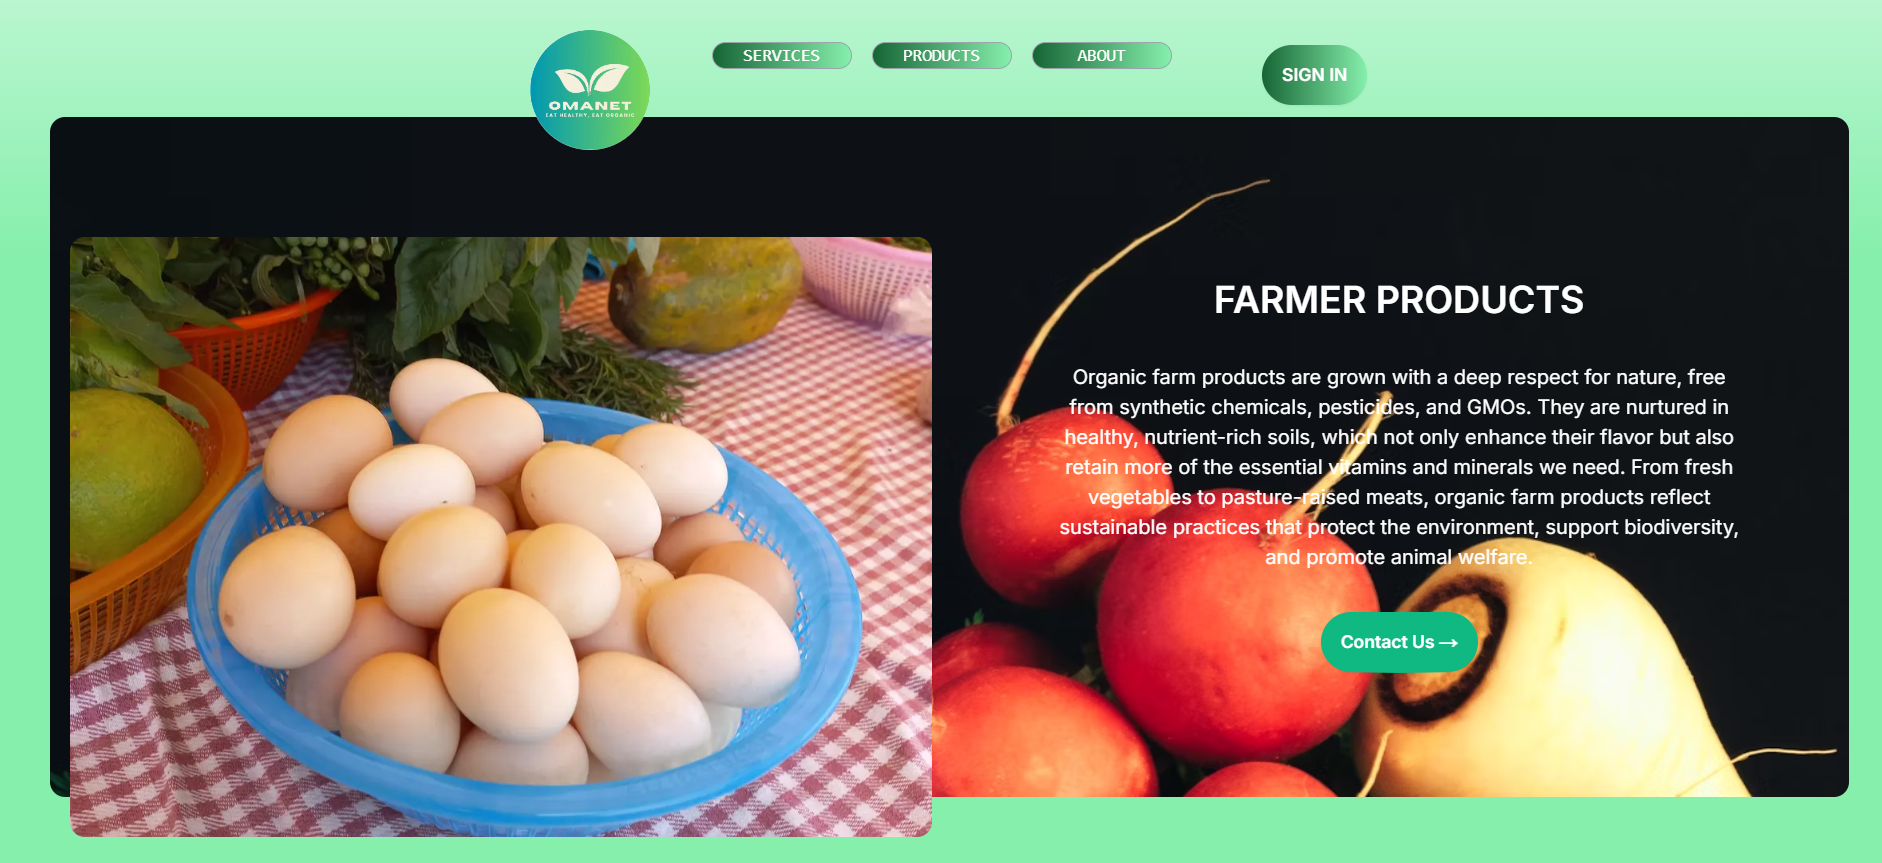 OMANET
EAT HEALTHY, EAT ORGANIC
SERVICES
PRODUCTS
ABOUT
SIGN IN
FARMER PRODUCTS
Organic farm products are grown with a deep respect for nature, free
from synthetic chemicals, pesticides, and GMOs. They are nurtured in
healthy, nutrient-rich soils, which not only enhance their flavor but also
retain more of the essential vitamins and minerals we need. From fresh
vegetables to pasture-raised meats, organic farm products reflect
sustainable practices that protect the environment, support biodiversity,
and promote animal welfare.
Contact Us →